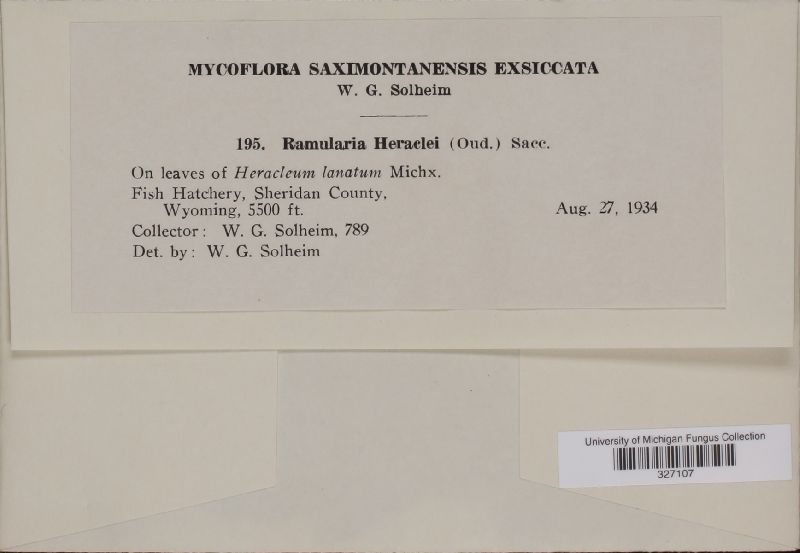 MYCOFLORA SAXIMONTANENSIS EXSICCATA
W. G. Solheim
195. Ramularia Heraclei (Oud.) Sacc.
On leaves of Heracleum lanatum Michx.
Fish Hatchery, Sheridan County,
Wyoming, 5500 ft. Aug. 27, 1934
Collector: W. G. Solheim, 789
Det. by: W. G. Solheim
University of Michigan Fungus Collection
327107